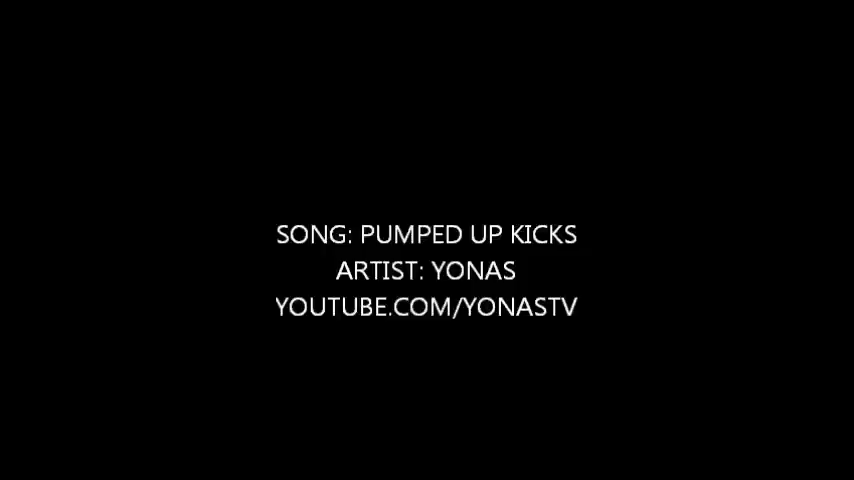 SONG: PUMPED UP KICKS
ARTIST: YONAS
YOUTUBE.COM/YONASTV